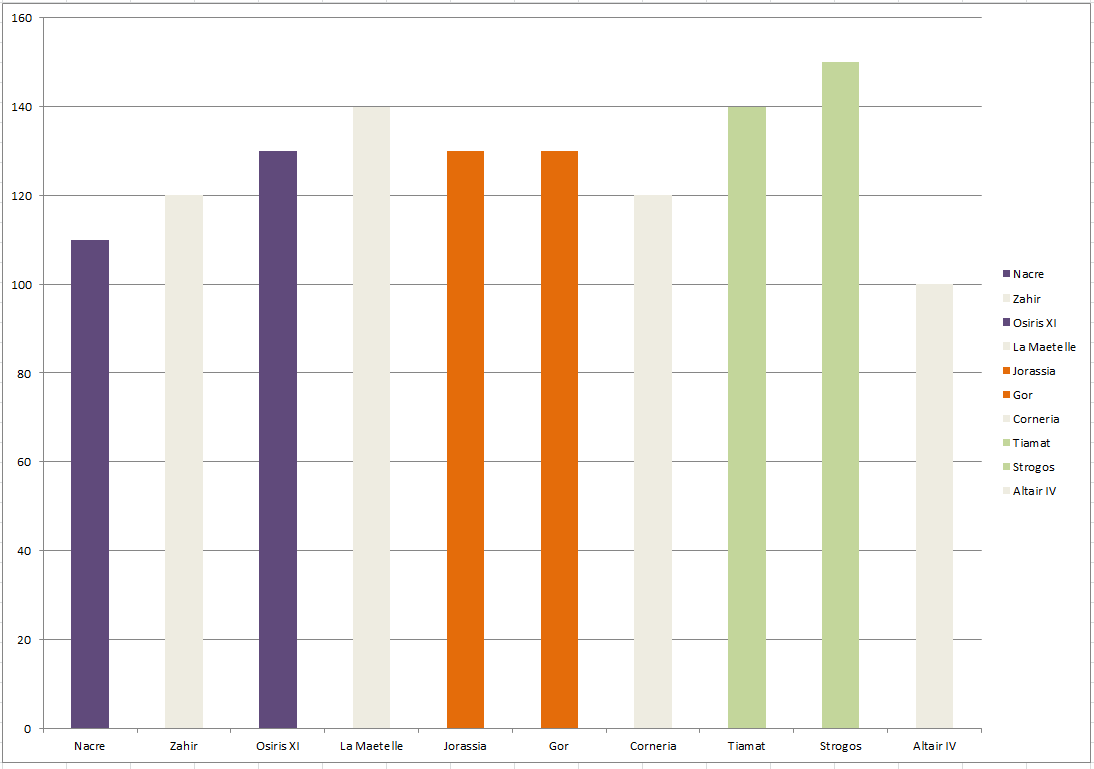 160
140
120
100
80
60
40
20
0
Nacre Zahir Osiris XI La Maetelle Jorassia Gor Corneria Tiamat Strogos Altair IV
Nacre
Zahir
Osiris XI
La Maetelle
Jorassia
Gor
Corneria
Tiamat
Strogos
Altair IV